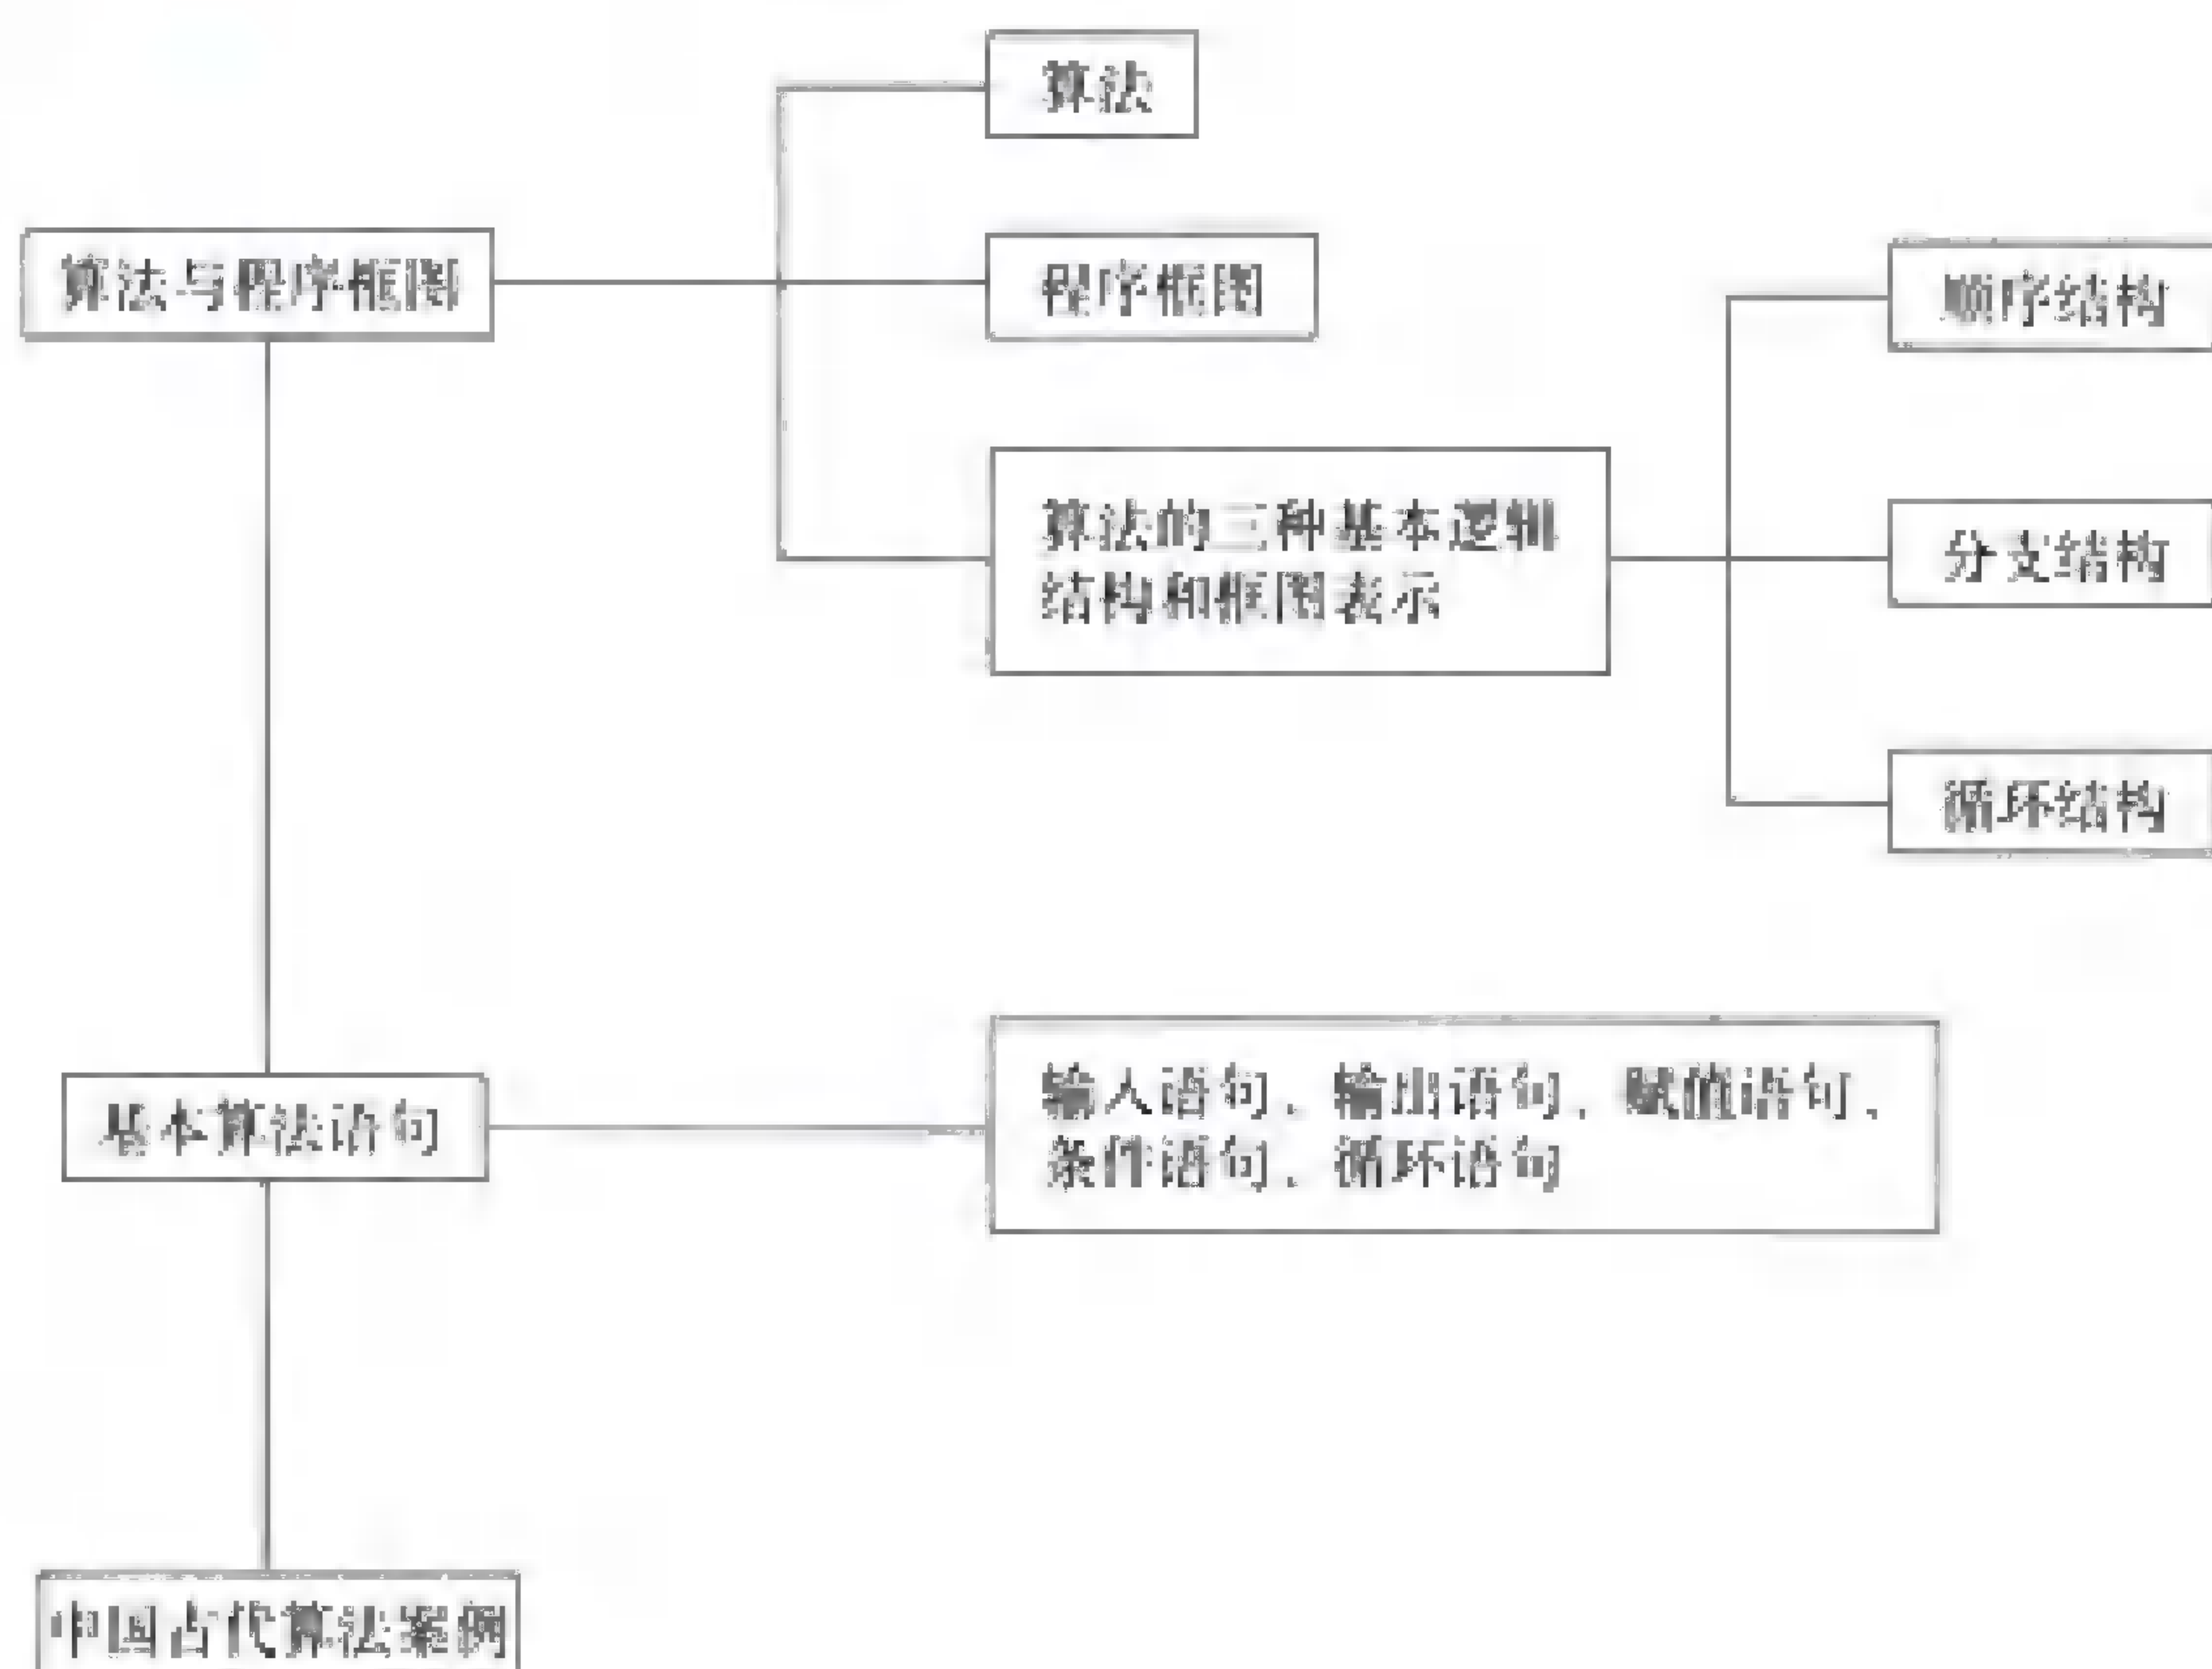 算法
算法与程序框图
程序框图
顺序结构
算法的三种基本逻辑
结构和框图表示
分支结构
循环结构
基本算法语句
输入语句、输出语句、赋值语句、
条件语句、循环语句
中国古代算法案例